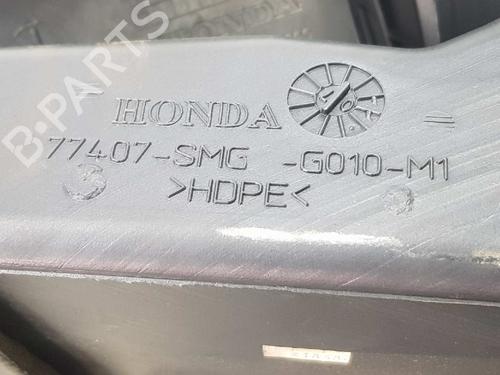 HONDA
77407-SMG -G010-M1
>HDPE<
B-PARTS